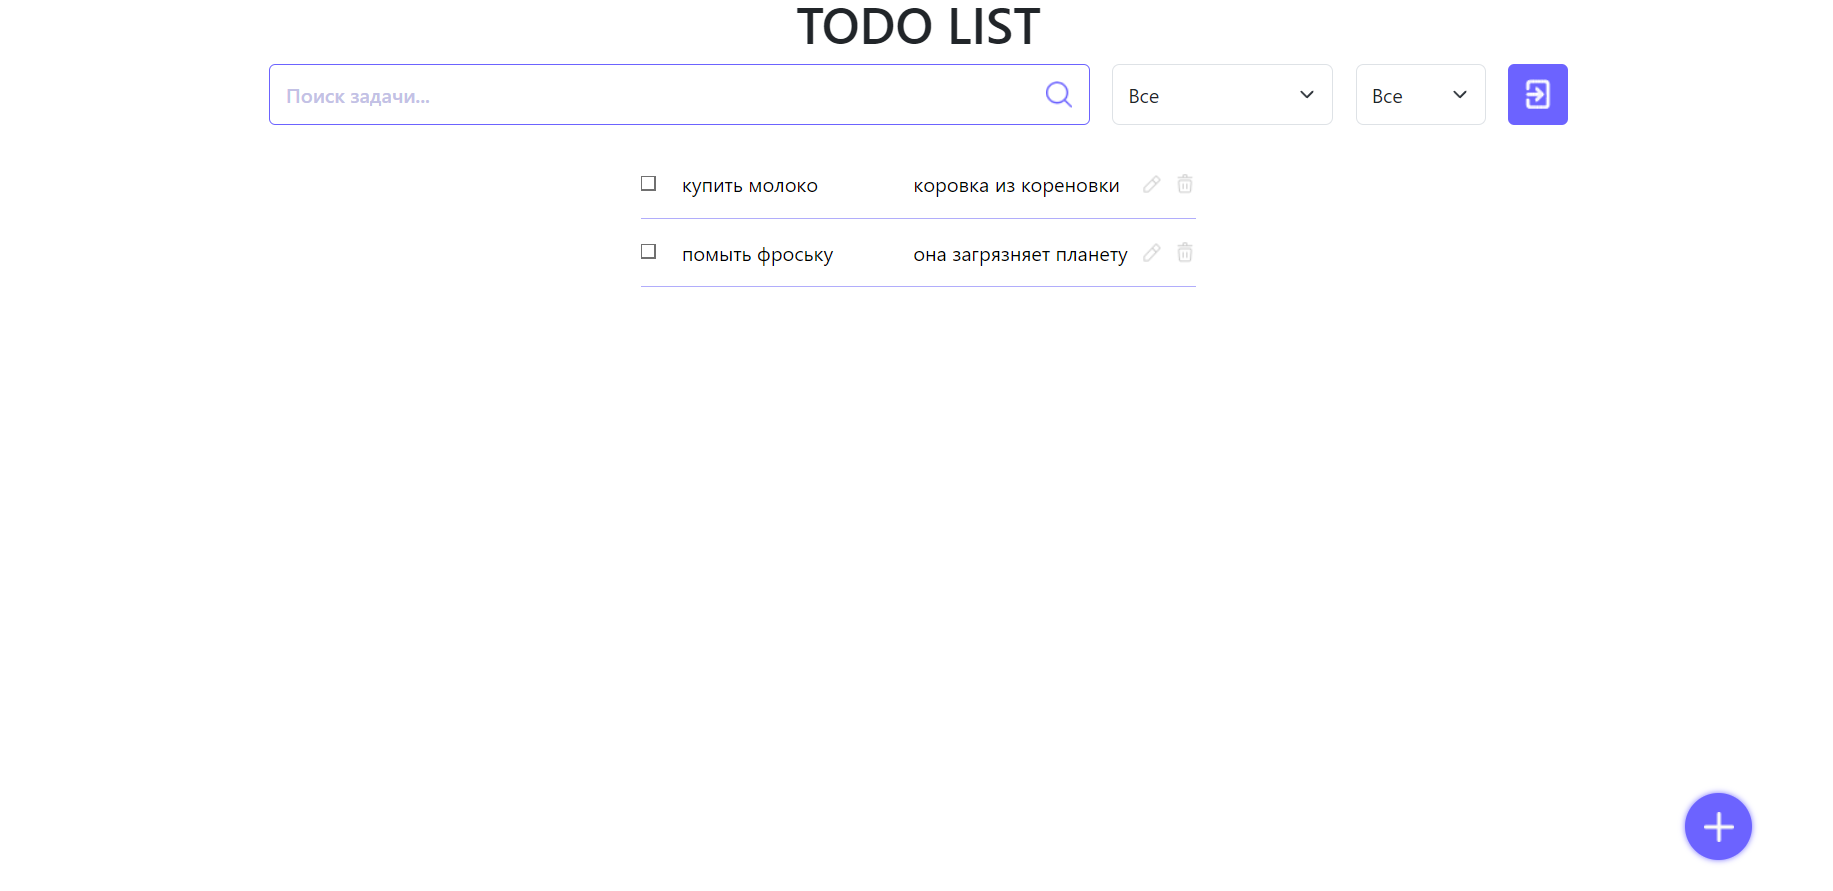 TODO LIST
Поиск задачи...
Все
Все
купить молоко
коровка из кореновки
помыть фроську
она загрязняет планету